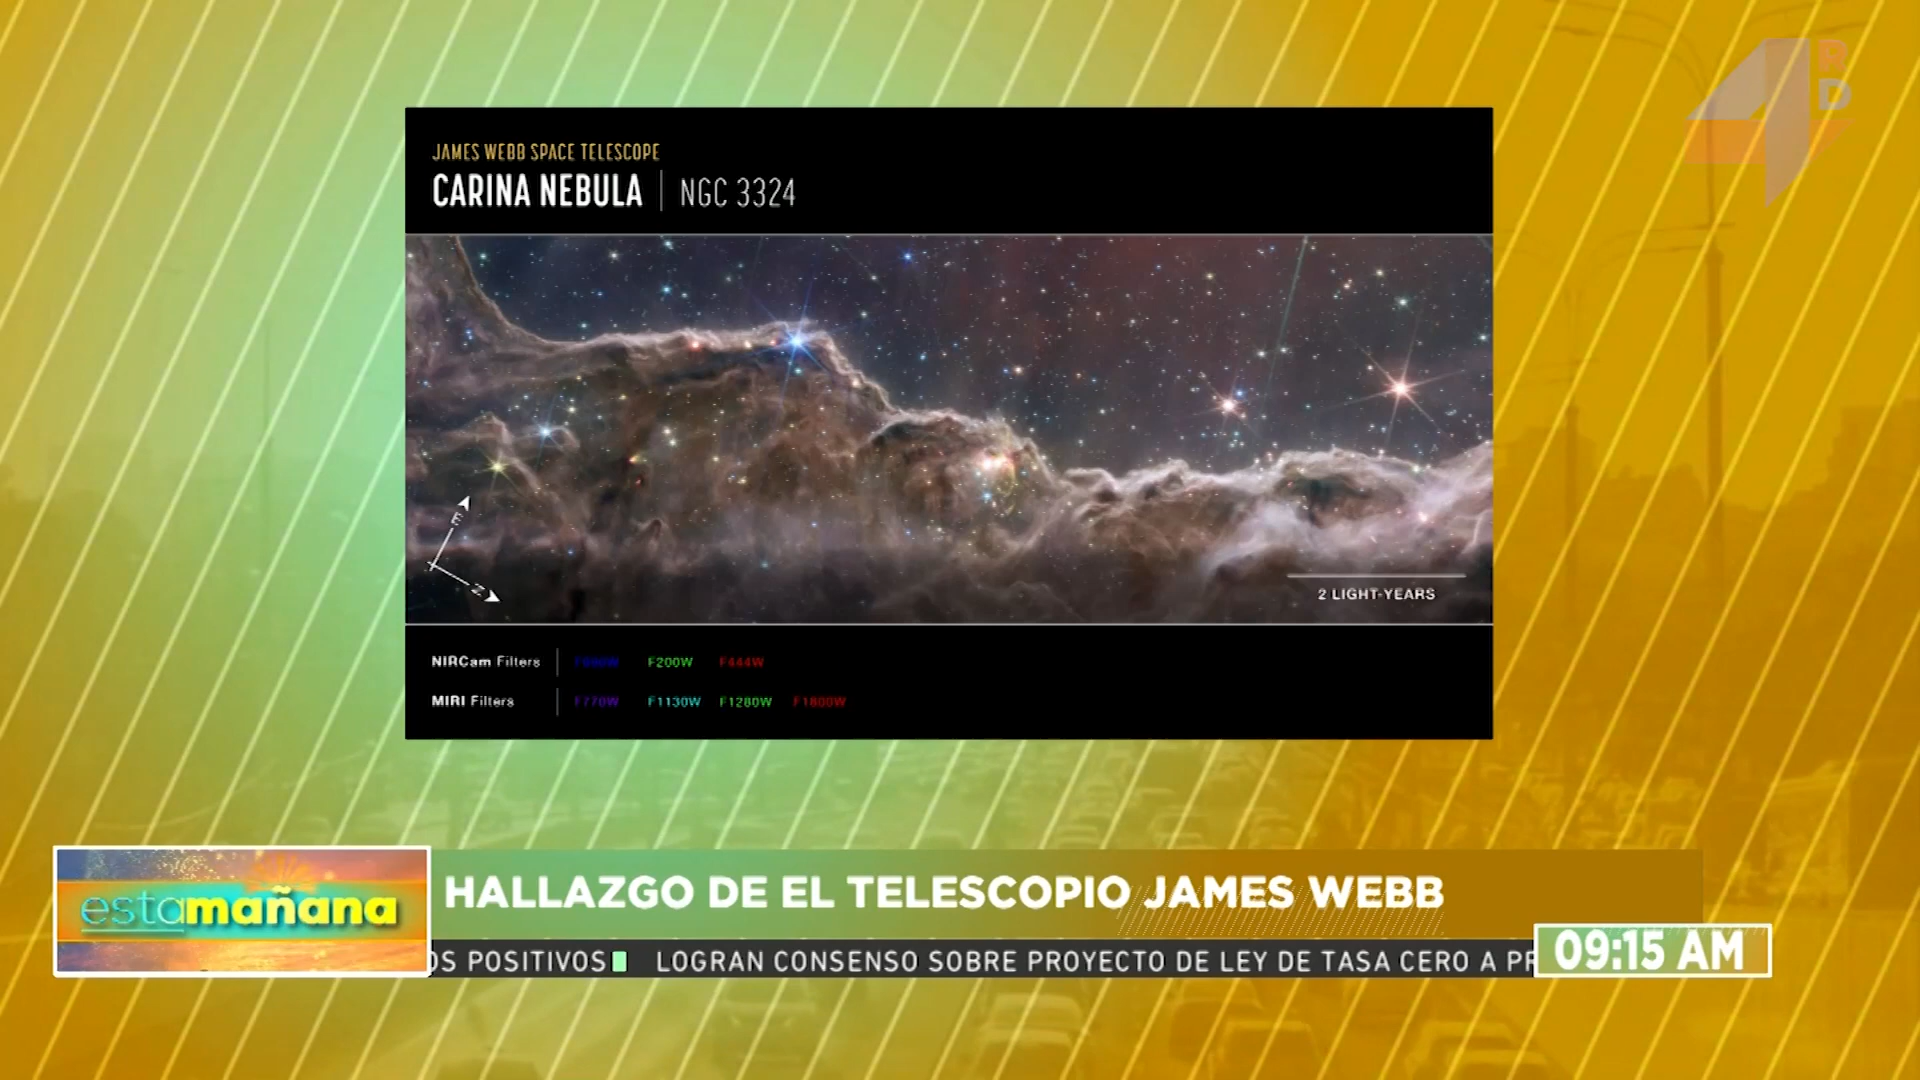 4 RD
JAMES WEBB SPACE TELESCOPE
CARINA NEBULA | NGC 3324
E
N
2 LIGHT-YEARS
NIRCam Filters | F200W F444W
MIRI Filters | F770W F1130W F1280W F1800W
estamañana
HALLAZGO DE EL TELESCOPIO JAMES WEBB
OS POSITIVOS LOGRAN CONSENSO SOBRE PROYECTO DE LEY DE TASA CERO A PR
09:15 AM